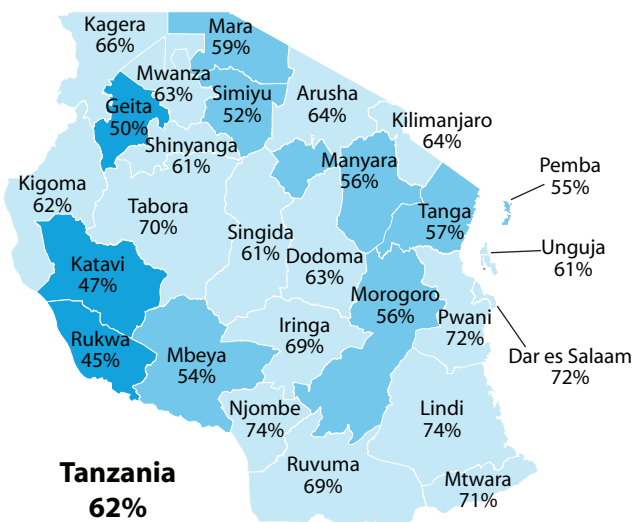 Kagera
66%
Mara
59%
Mwanza
63%
Simiyu
52%
Arusha
64%
Geita
50%
Kilimanjaro
64%
Shinyanga
61%
Manyara
56%
Pemba
55%
Kigoma
62%
Tabora
70%
Tanga
57%
Singida
61%
Dodoma
63%
Unguja
61%
Katavi
47%
Morogoro
56%
Pwani
72%
Rukwa
45%
Iringa
69%
Mbeya
54%
Dar es Salaam
72%
Njombe
74%
Lindi
74%
Ruvuma
69%
Mtwara
71%
Tanzania
62%